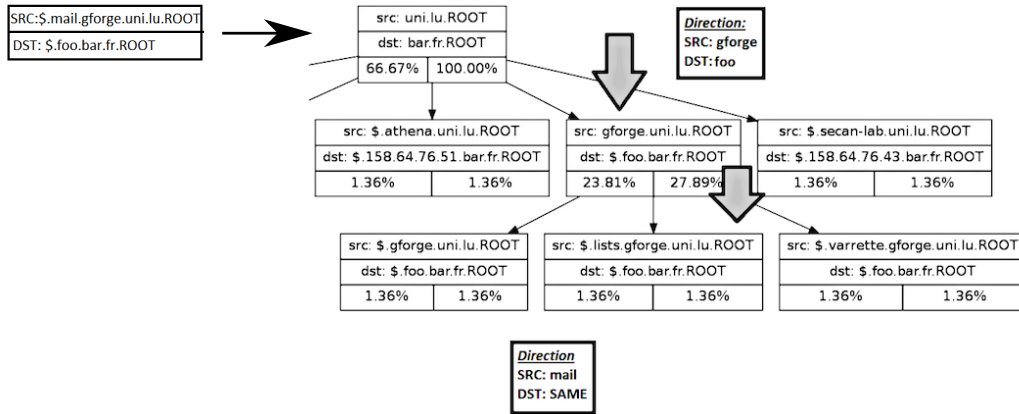 SRC:$.mail.gforge.uni.lu.ROOT
DST: $.foo.bar.fr.ROOT
src: uni.lu.ROOT
dst: bar.fr.ROOT
66.67% 100.00%
Direction:
SRC: gforge
DST: foo
src: $.athena.uni.lu.ROOT
dst: $.158.64.76.51.bar.fr.ROOT
1.36% 1.36%
src: gforge.uni.lu.ROOT
dst: $.foo.bar.fr.ROOT
23.81% 27.89%
src: $.secan-lab.uni.lu.ROOT
dst: $.158.64.76.43.bar.fr.ROOT
1.36% 1.36%
src: $.gforge.uni.lu.ROOT
dst: $.foo.bar.fr.ROOT
1.36% 1.36%
src: $.lists.gforge.uni.lu.ROOT
dst: $.foo.bar.fr.ROOT
1.36% 1.36%
src: $.varrette.gforge.uni.lu.ROOT
dst: $.foo.bar.fr.ROOT
1.36% 1.36%
Direction
SRC: mail
DST: SAME